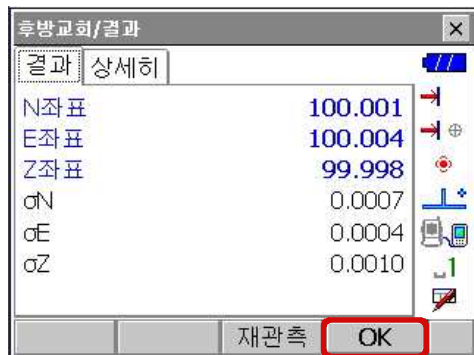 후방교회/결과
결과 상세히
N좌표 100.001
E좌표 100.004
Z좌표 99.998
σN 0.0007
σE 0.0004
σZ 0.0010
1
재관측 OK